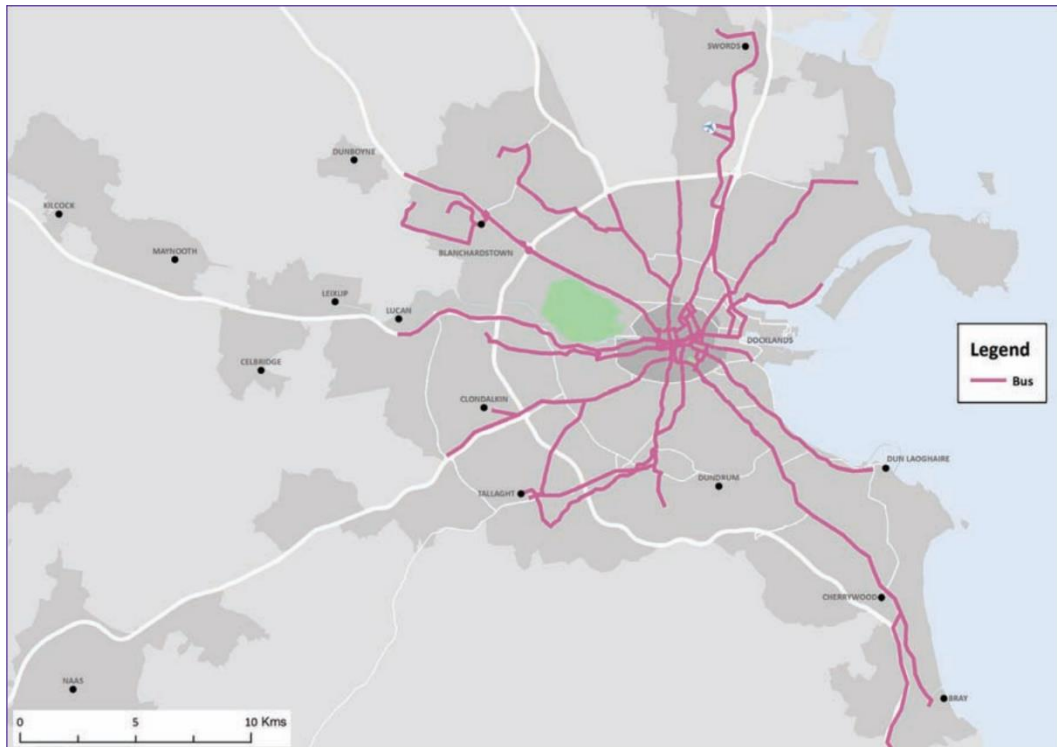 SWORDS
DUNBOYNE
KILCOCK
BLANCHARDSTOWN
MAYNOOTH
LEIXLIP
LUCAN
DOCKLANDS
CELBRIDGE
CLONDALKIN
DUN LAOGHAIRE
TALLAGHT
DUNDRUM
CHERRYWOOD
NAAS
BRAY
Legend
Bus
0 5 10 Kms